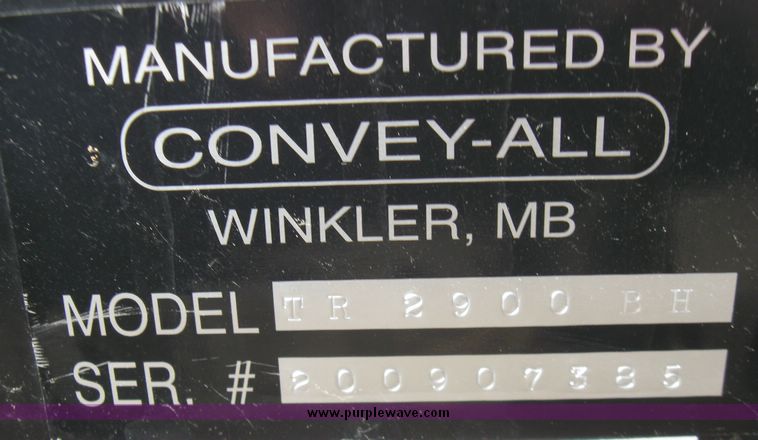 MANUFACTURED BY
CONVEY-ALL
WINKLER, MB
MODEL TR 2900 BH
SER. # 200907385
www.purplewave.com